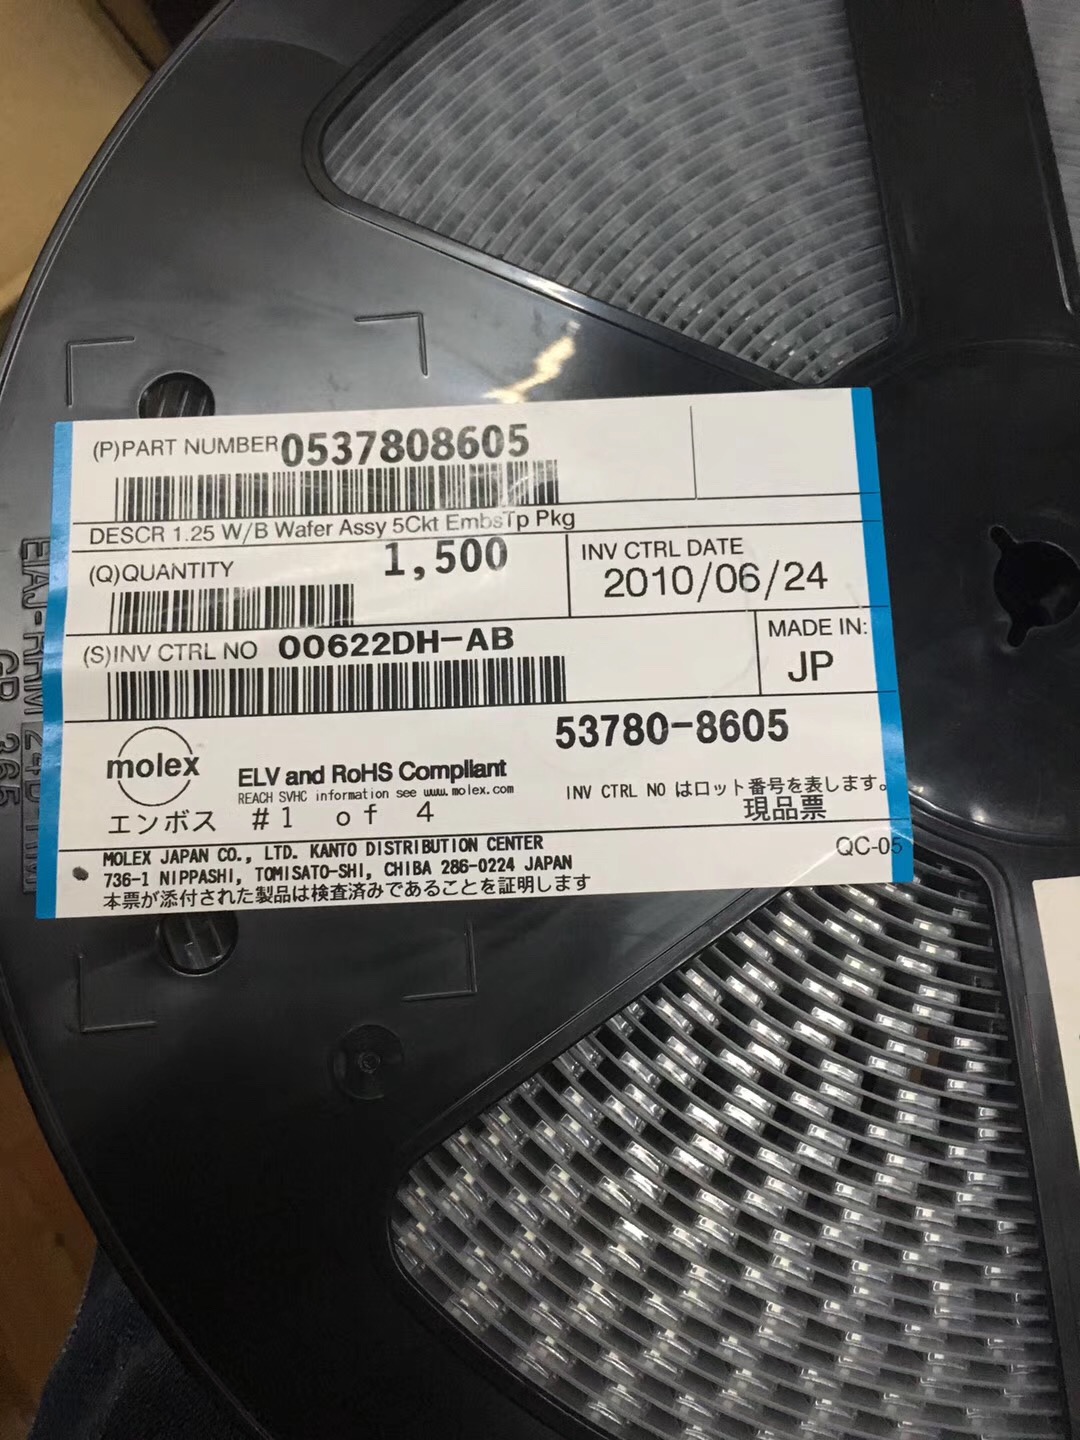 (P)PART NUMBER 0537808605
DESCR 1.25 W/B Wafer Assy 5Ckt EmbsTp Pkg
(Q)QUANTITY 1,500
INV CTRL DATE
2010/06/24
(S)INV CTRL NO 00622DH-AB
MADE IN:
JP
53780-8605
molex
ELV and RoHS Compliant
REACH SVHC information see www.molex.com
INV CTRL NO はロット番号を表します。
エンボス #1 of 4
現品票
MOLEX JAPAN CO., LTD. KANTO DISTRIBUTION CENTER
QC-05
736-1 NIPPASHI, TOMISATO-SHI, CHIBA 286-0224 JAPAN
本票が添付された製品は検査済みであることを証明します